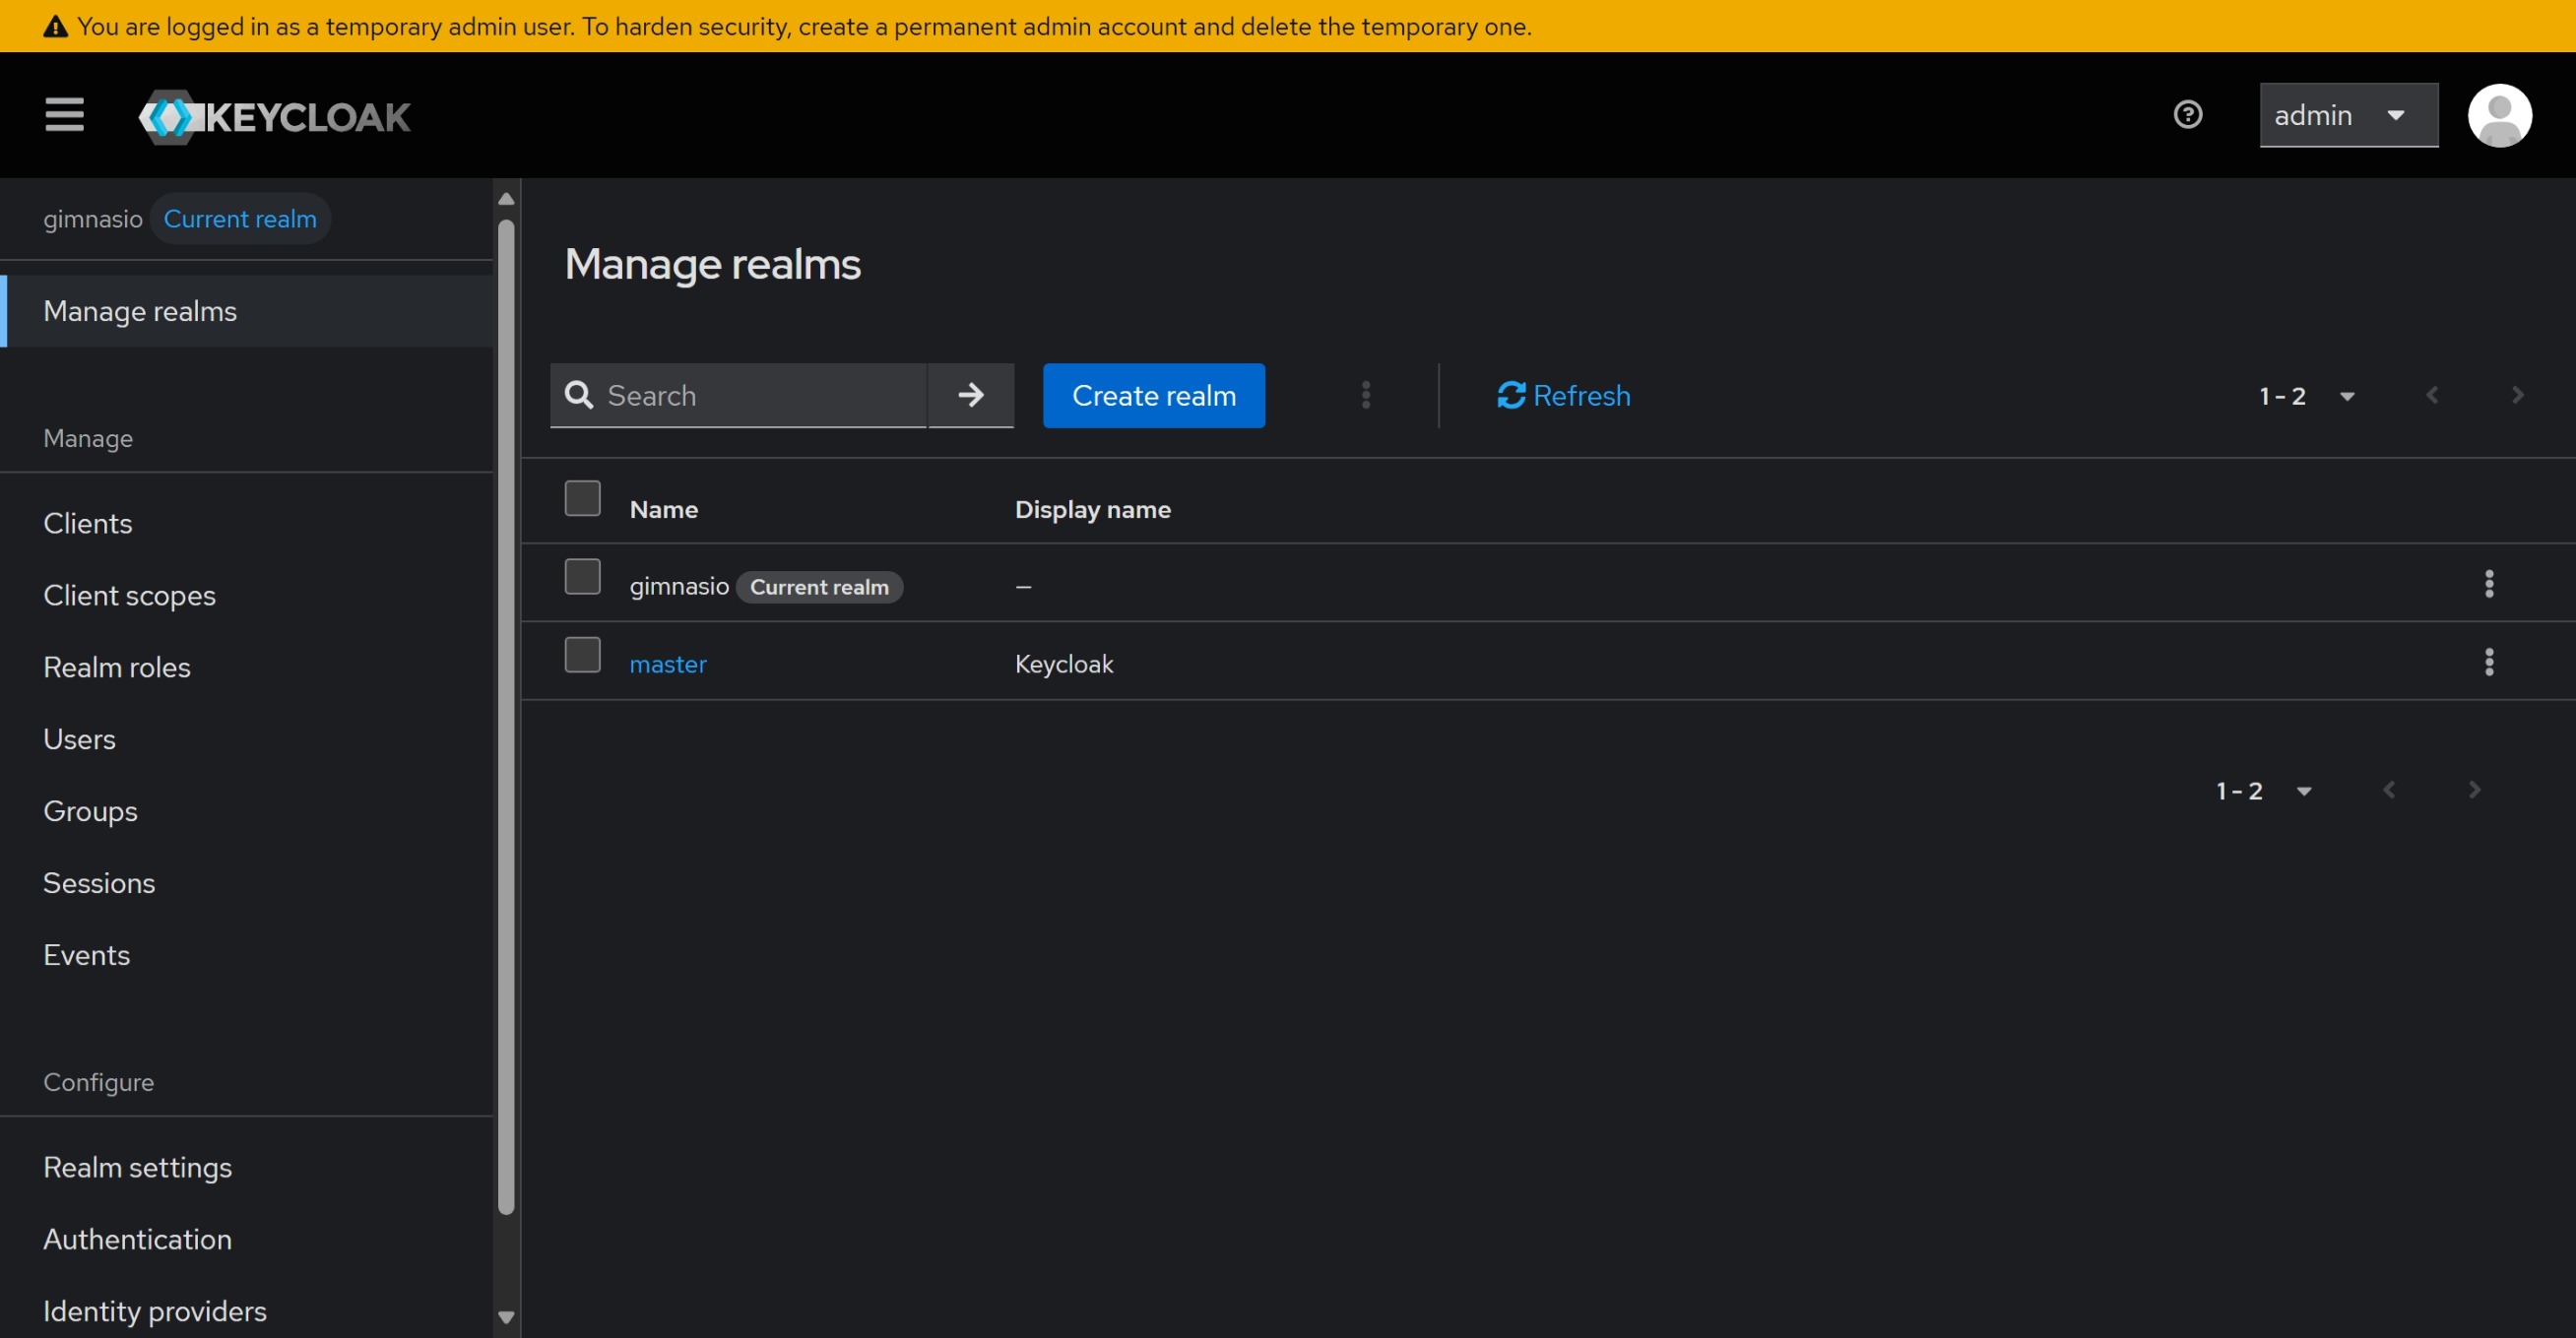 You are logged in as a temporary admin user. To harden security, create a permanent admin account and delete the temporary one.
KEYCLOAK
admin
gimnasio Current realm
Manage realms
Manage
Clients
Client scopes
Realm roles
Users
Groups
Sessions
Events
Configure
Realm settings
Authentication
Identity providers
Manage realms
Search
Create realm
Refresh
1 - 2
Name Display name
gimnasio Current realm –
master Keycloak
1 - 2